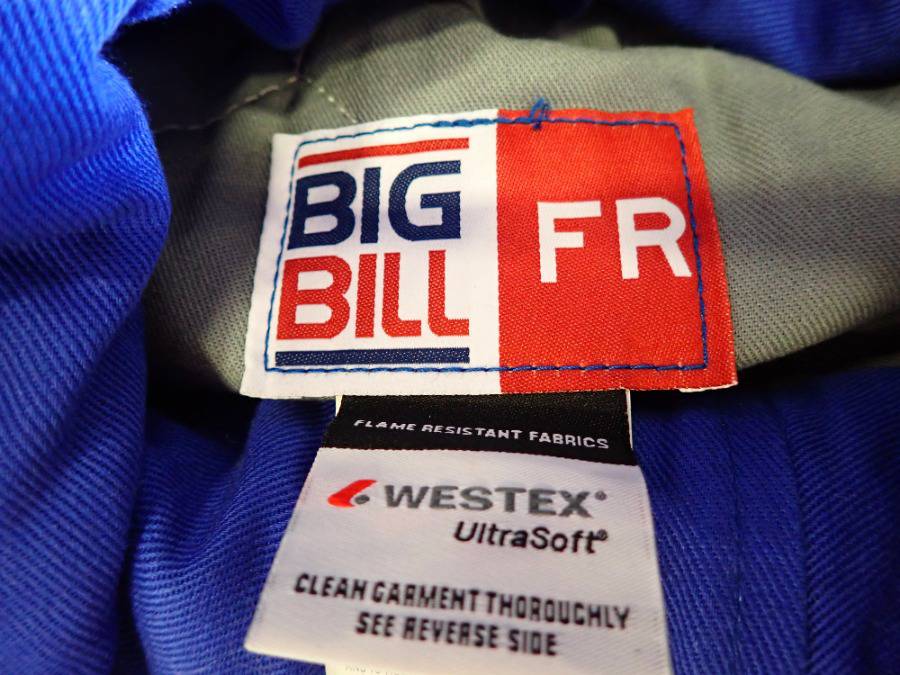 BIG
BILL
FR
FLAME RESISTANT FABRICS
WESTEX®
UltraSoft®
CLEAN GARMENT THOROUGHLY
SEE REVERSE SIDE